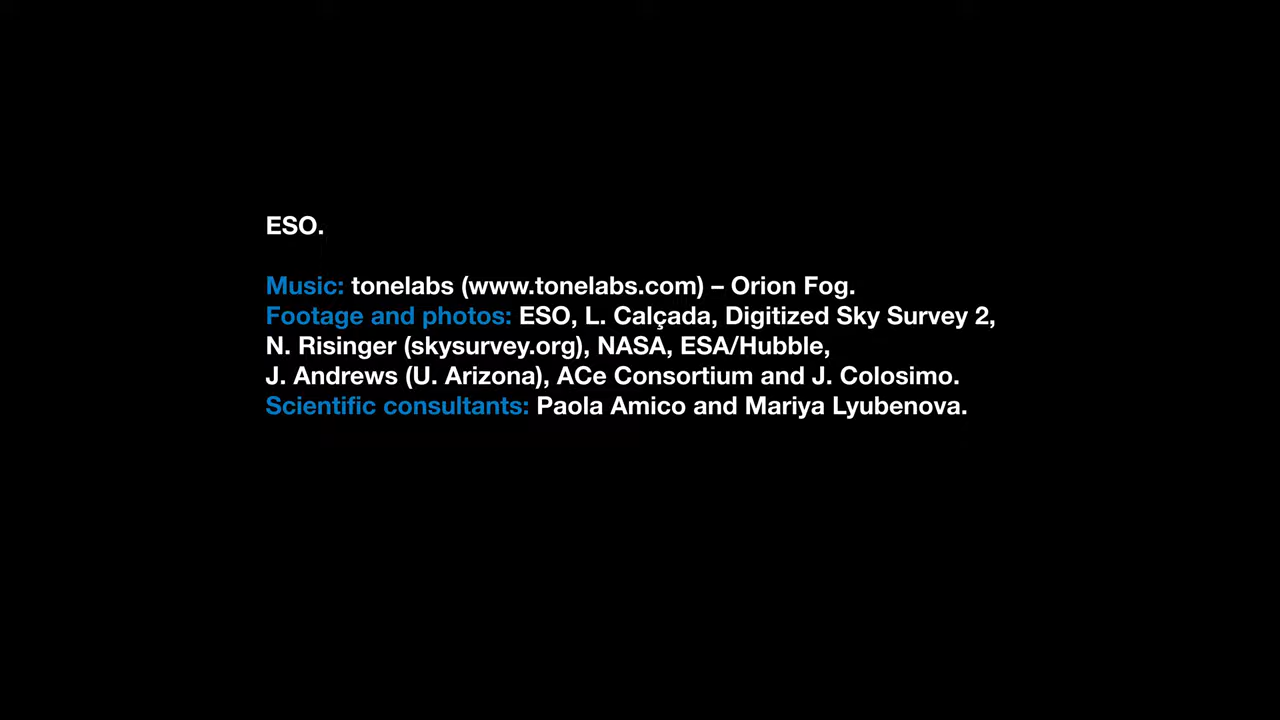 ESO.
Music: tonelabs (www.tonelabs.com) – Orion Fog.
Footage and photos: ESO, L. Calçada, Digitized Sky Survey 2,
N. Risinger (skysurvey.org), NASA, ESA/Hubble,
J. Andrews (U. Arizona), ACe Consortium and J. Colosimo.
Scientific consultants: Paola Amico and Mariya Lyubenova.